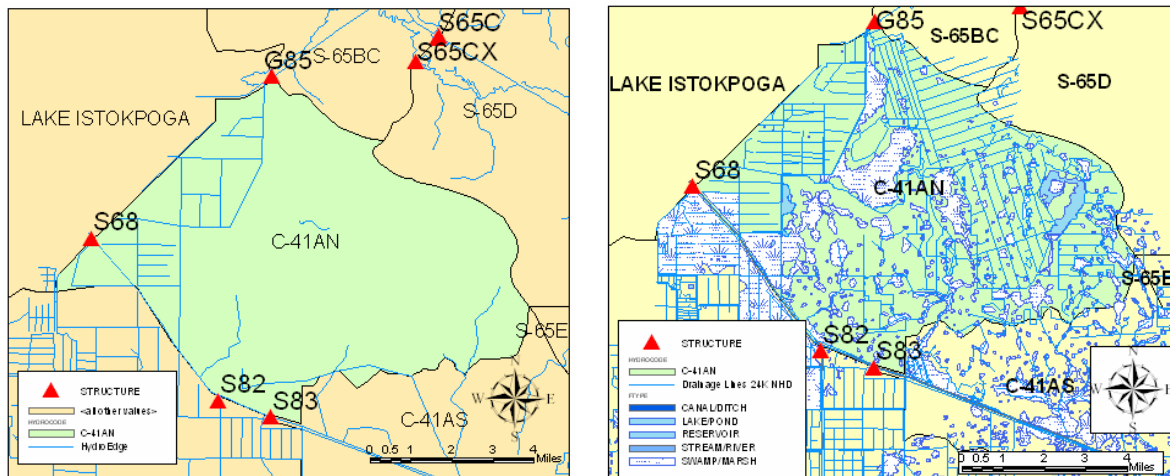 S65C
G85
S-65BC
S65CX
LAKE ISTOKPOGA
S-65D
S68
C-41AN
S-65E
N
W E
S
S82
S83
C-41AS
STRUCTURE
<all other values>
HYDROCODE
C-41AN
HydroEdge
0 0.5 1 2 3 4
Miles
G85
S-65BC
S65CX
LAKE ISTOKPOGA
S-65D
S68
C-41AN
S-65E
S82
S83
C-41AS
N
W E
S
STRUCTURE
HYDROCODE
C-41AN
Drainage Lines 24K NHD
FTYPE
CANAL/DITCH
LAKE/POND
RESERVOIR
STREAM/RIVER
SWAMP/MARSH
0 0.5 1 2 3 4
Miles